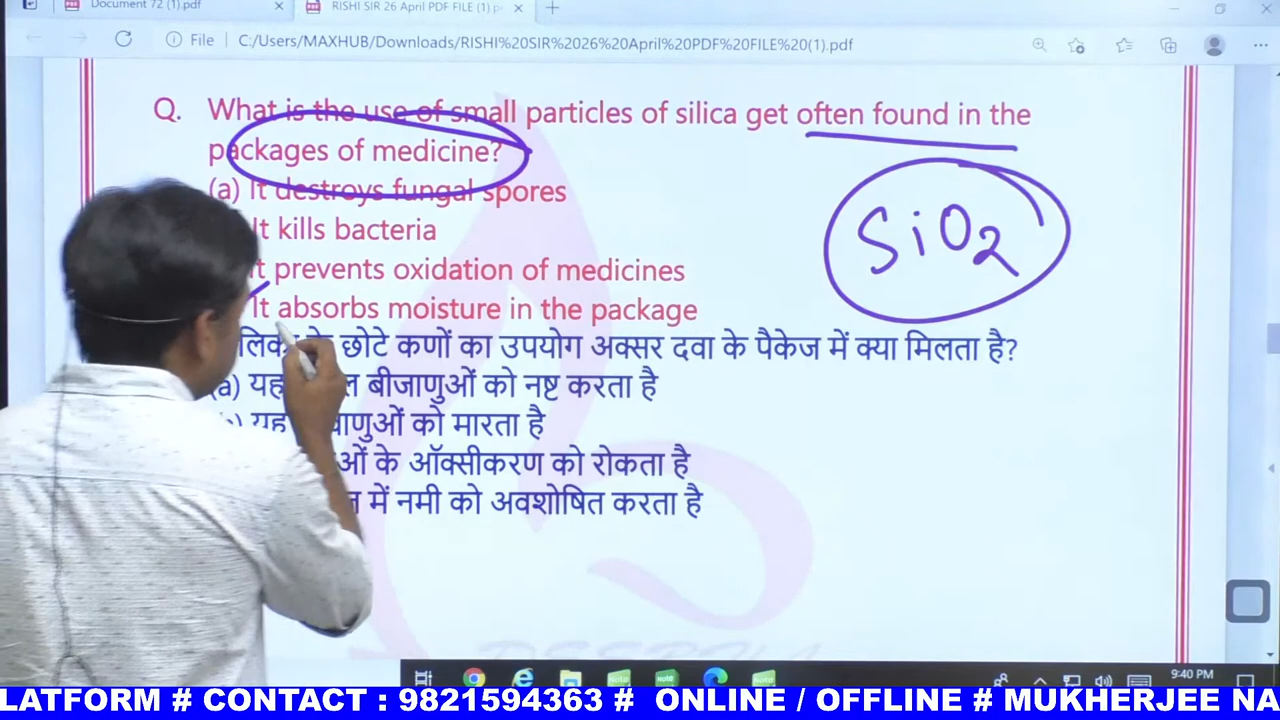 Document 72 (1).pdf
RISHI SIR 26 April PDF FILE (1) p
File
C:/Users/MAXHUB/Downloads/RISHI%20SIR%2026%20April%20PDF%20FILE%20(1).pdf
Q. What is the use of small particles of silica get often found in the
packages of medicine?
(a) It destroys fungal spores
It kills bacteria
It prevents oxidation of medicines
It absorbs moisture in the package
SiO2
छोटे कणों का उपयोग अक्सर दवा के पैकेज में क्या मिलता है?
(a) यह बीजाणुओं को नष्ट करता है
यह को मारता है
के ऑक्सीकरण को रोकता है
में नमी को अवशोषित करता है
9:40 PM
LATFORM # CONTACT : 9821594363 # ONLINE / OFFLINE # MUKHERJEE NA